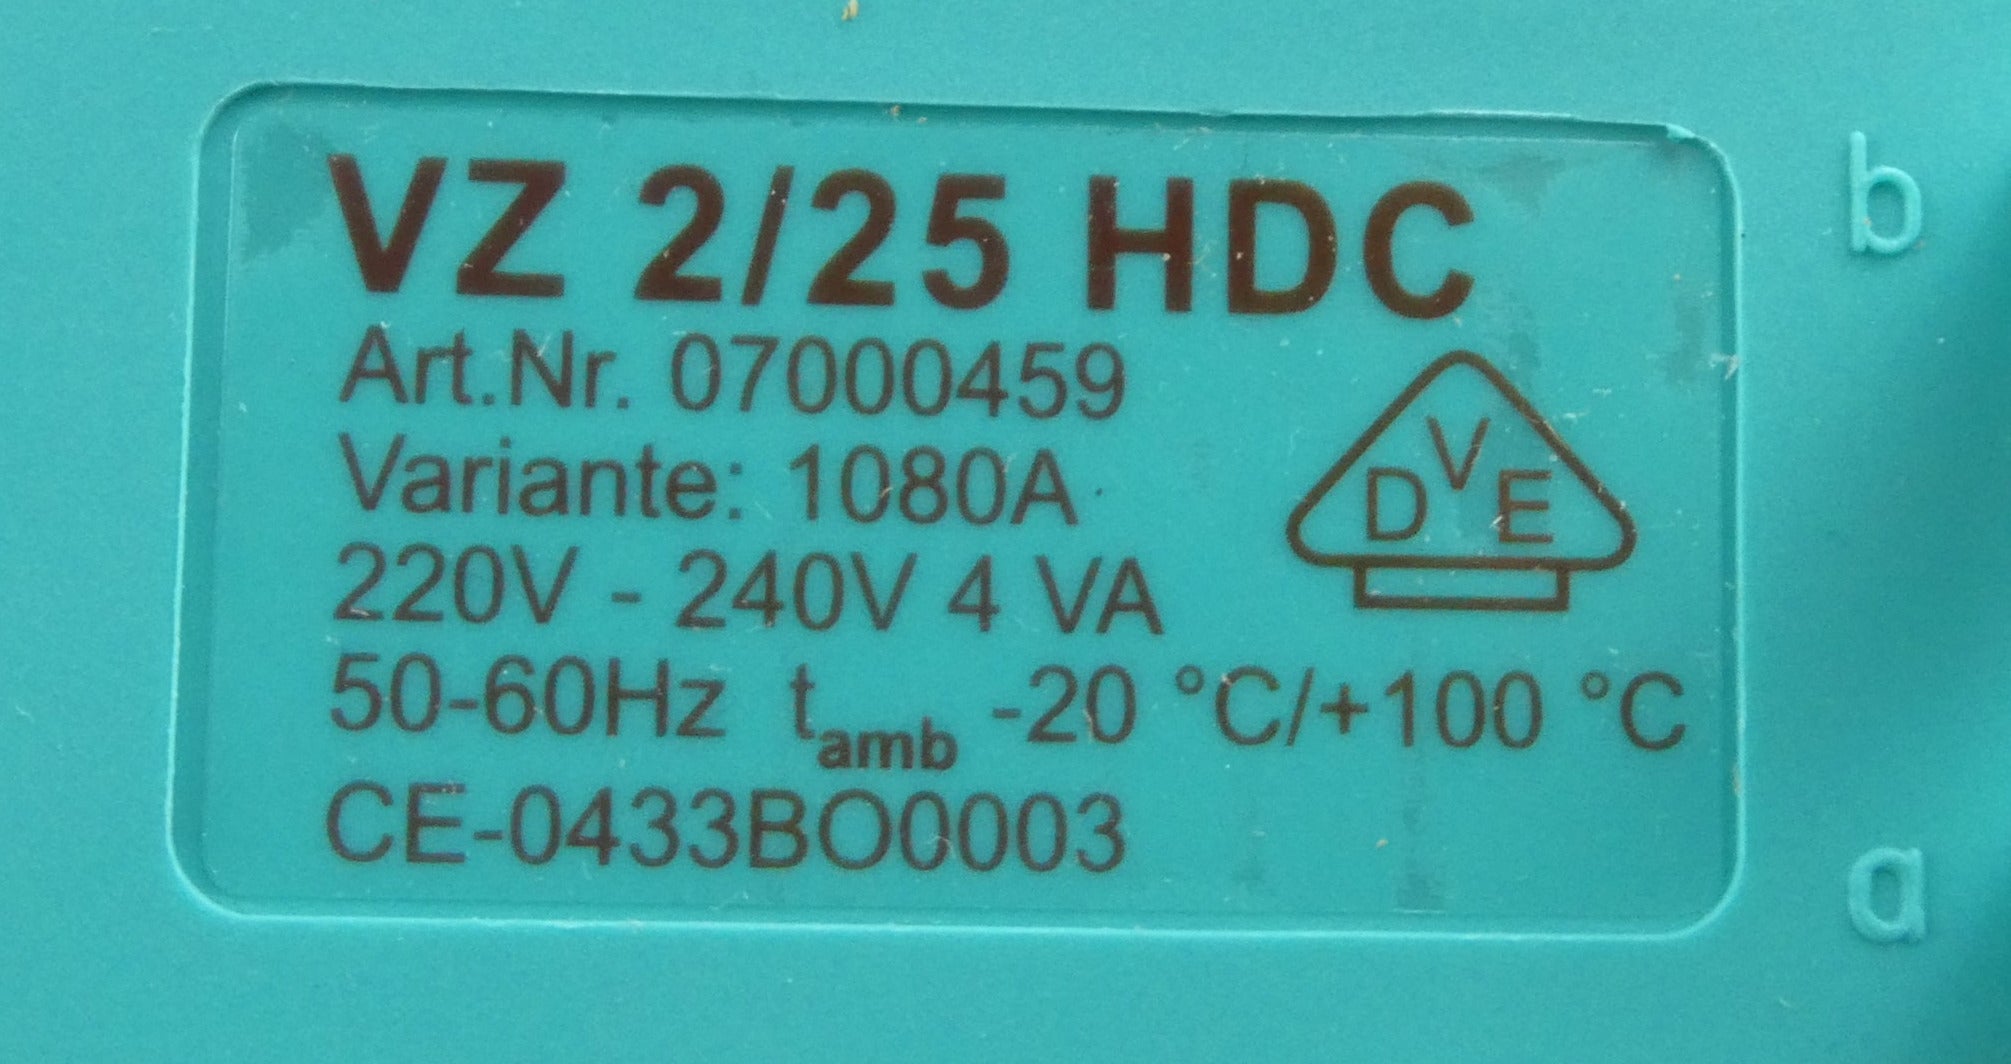 VZ 2/25 HDC
Art.Nr. 07000459
Variante: 1080A
220V - 240V 4 VA
50-60Hz tamb -20 °C/+100 °C
CE-0433BO0003
DVE
b
a